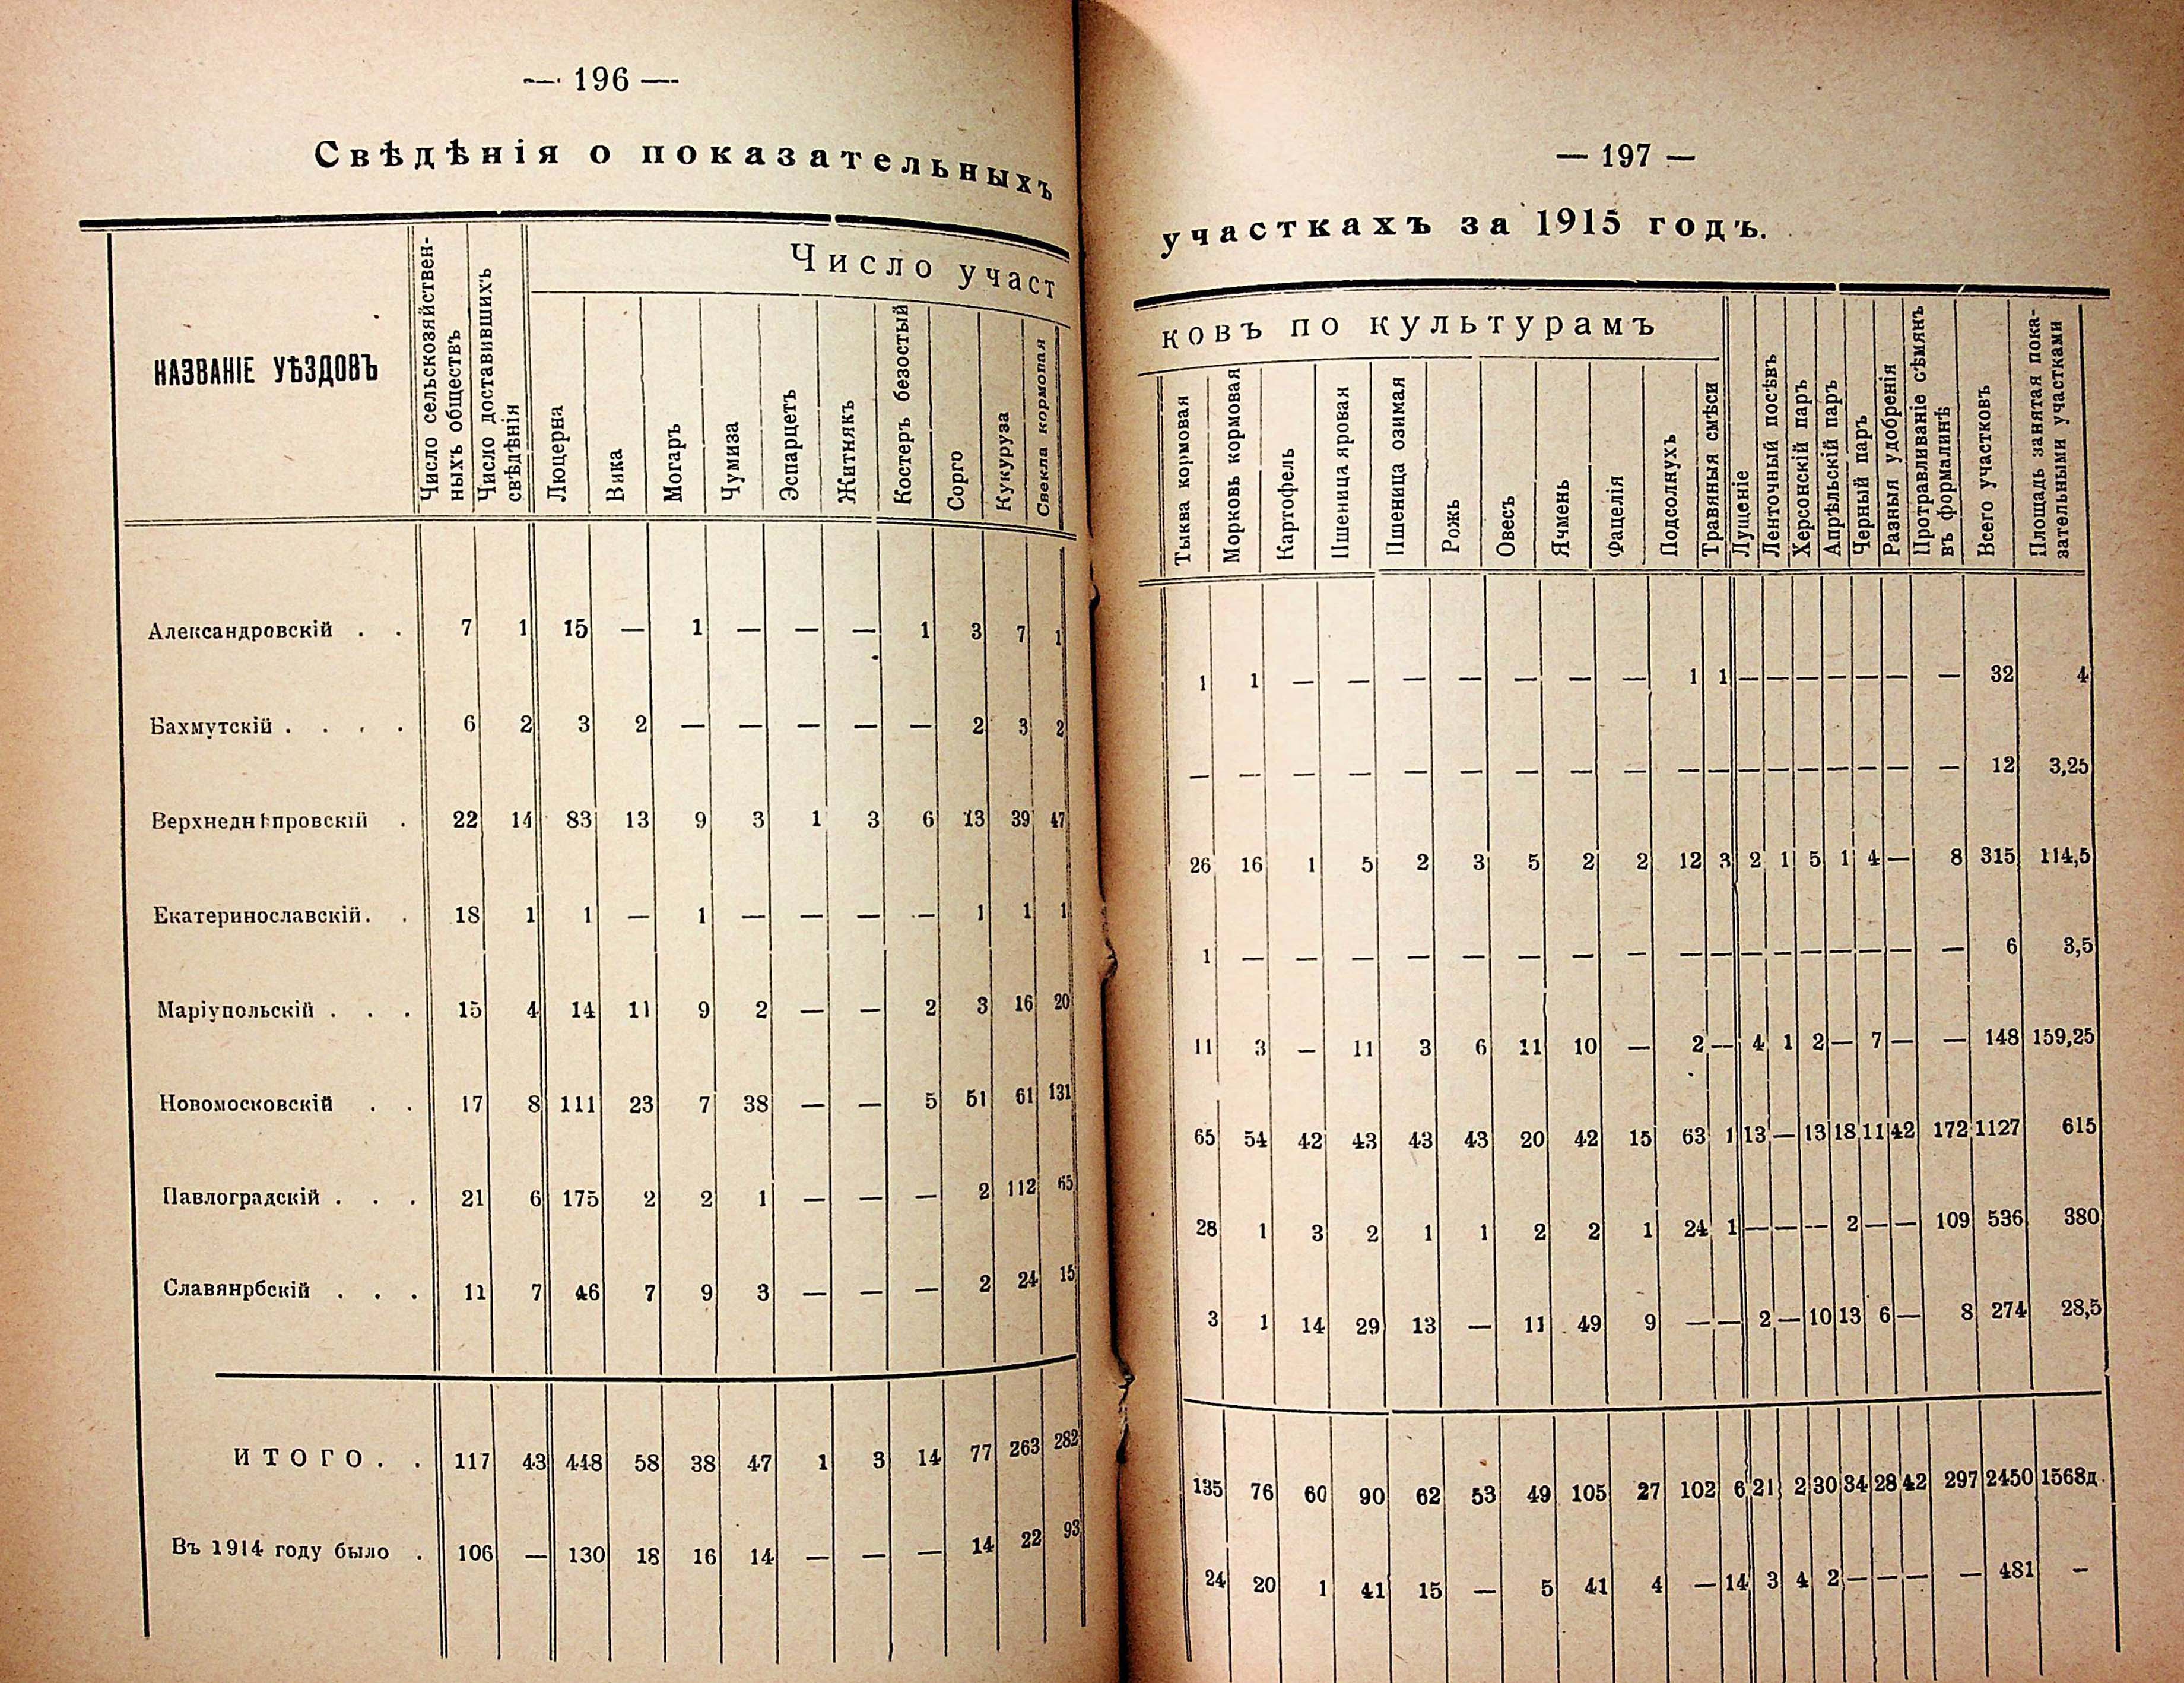 — 196 —
Свѣдѣнія о показательныхъ
НАЗВАНІЕ УѢЗДОВЪ
Число сельскозяйствен-
ныхъ обществъ
Число доставившихъ
свѣдѣнія
Число участ
Люцерна
Вика
Могаръ
Чумиза
Эспарцетъ
Житнякъ
Костеръ безостый
Сорго
Кукуруза
Свекла кормовая
Александровскій . . 7 1 15 — 1 — — — 1 3 7 1
Бахмутскій . . . . 6 2 3 2 — — — — — 2 3 2
Верхнеднѣпровскій . 22 14 83 13 9 3 1 3 6 13 39 47
Екатеринославскій. . 18 1 1 — 1 — — — — 1 1 1
Маріупольскій . . . 15 4 14 11 9 2 — — 2 3 16 20
Новомосковскій . . 17 8 111 23 7 38 — — 5 51 61 131
Павлоградскій . . . 21 6 175 2 2 1 — — — 2 112 65
Славянрбскій . . . 11 7 46 7 9 3 — — — 2 24 15
ИТОГО. . 117 43 448 58 38 47 1 3 14 77 263 282
Въ 1914 году было . 106 — 130 18 16 14 — — — 14 22 93
— 197 —
участкахъ за 1915 годъ.
ковъ по культурамъ
Тыква кормовая
Морковь кормовая
Картофель
Пшеница яровая
Пшеница озимая
Рожь
Овесъ
Ячмень
Фацелія
Подсолнухъ
Травяныя смѣси
Лущеніе
Ленточный посѣвъ
Херсонскій паръ
Апрѣльскій паръ
Черный паръ
Разныя удобренія
Протравливаніе сѣмянъ
въ формалинѣ
Всего участковъ
Площадь занятая пока-
зательными участками
1 1 — — — — — — — 1 1 — — — — — — — 32 4
— — — — — — — — — — — — — — — — — — 12 3,25
26 16 1 5 2 3 5 2 2 12 3 2 1 5 1 4 — 8 315 114,5
1 — — — — — — — — — — — — — — — — — 6 3,5
11 3 — 11 3 6 11 10 — 2 — 4 1 2 — 7 — — 148 159,25
65 54 42 43 43 43 20 42 15 63 1 13 — 13 18 11 42 172 1127 615
28 1 3 2 1 1 2 2 1 24 1 — — — 2 — — 109 536 380
3 1 14 29 13 — 11 49 9 — — 2 — 10 13 6 — 8 274 28,5
135 76 60 90 62 53 49 105 27 102 6 21 2 30 34 28 42 297 2450 1568д.
24 20 1 41 15 — 5 41 4 — 14 3 4 2 — — — — 481 —